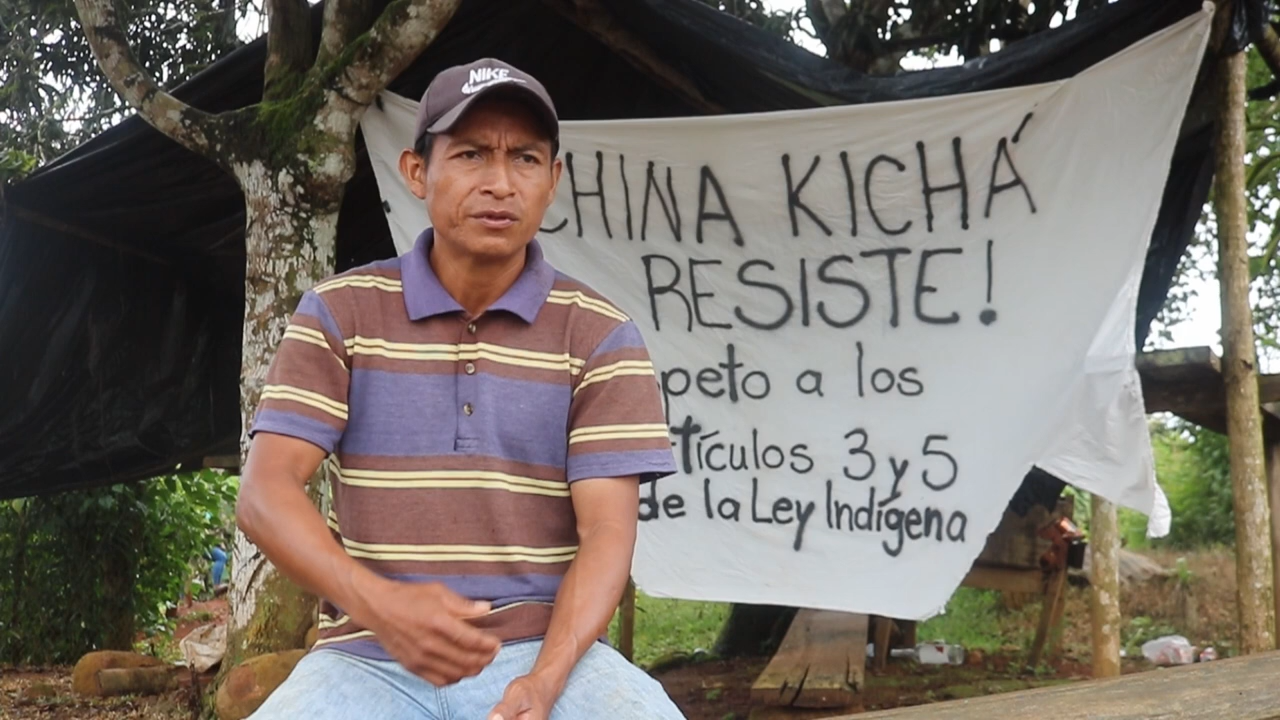 NIKE
CHINA KICHÁ
RESISTE!
peto a los
tículos 3 y 5
de la Ley Indígena